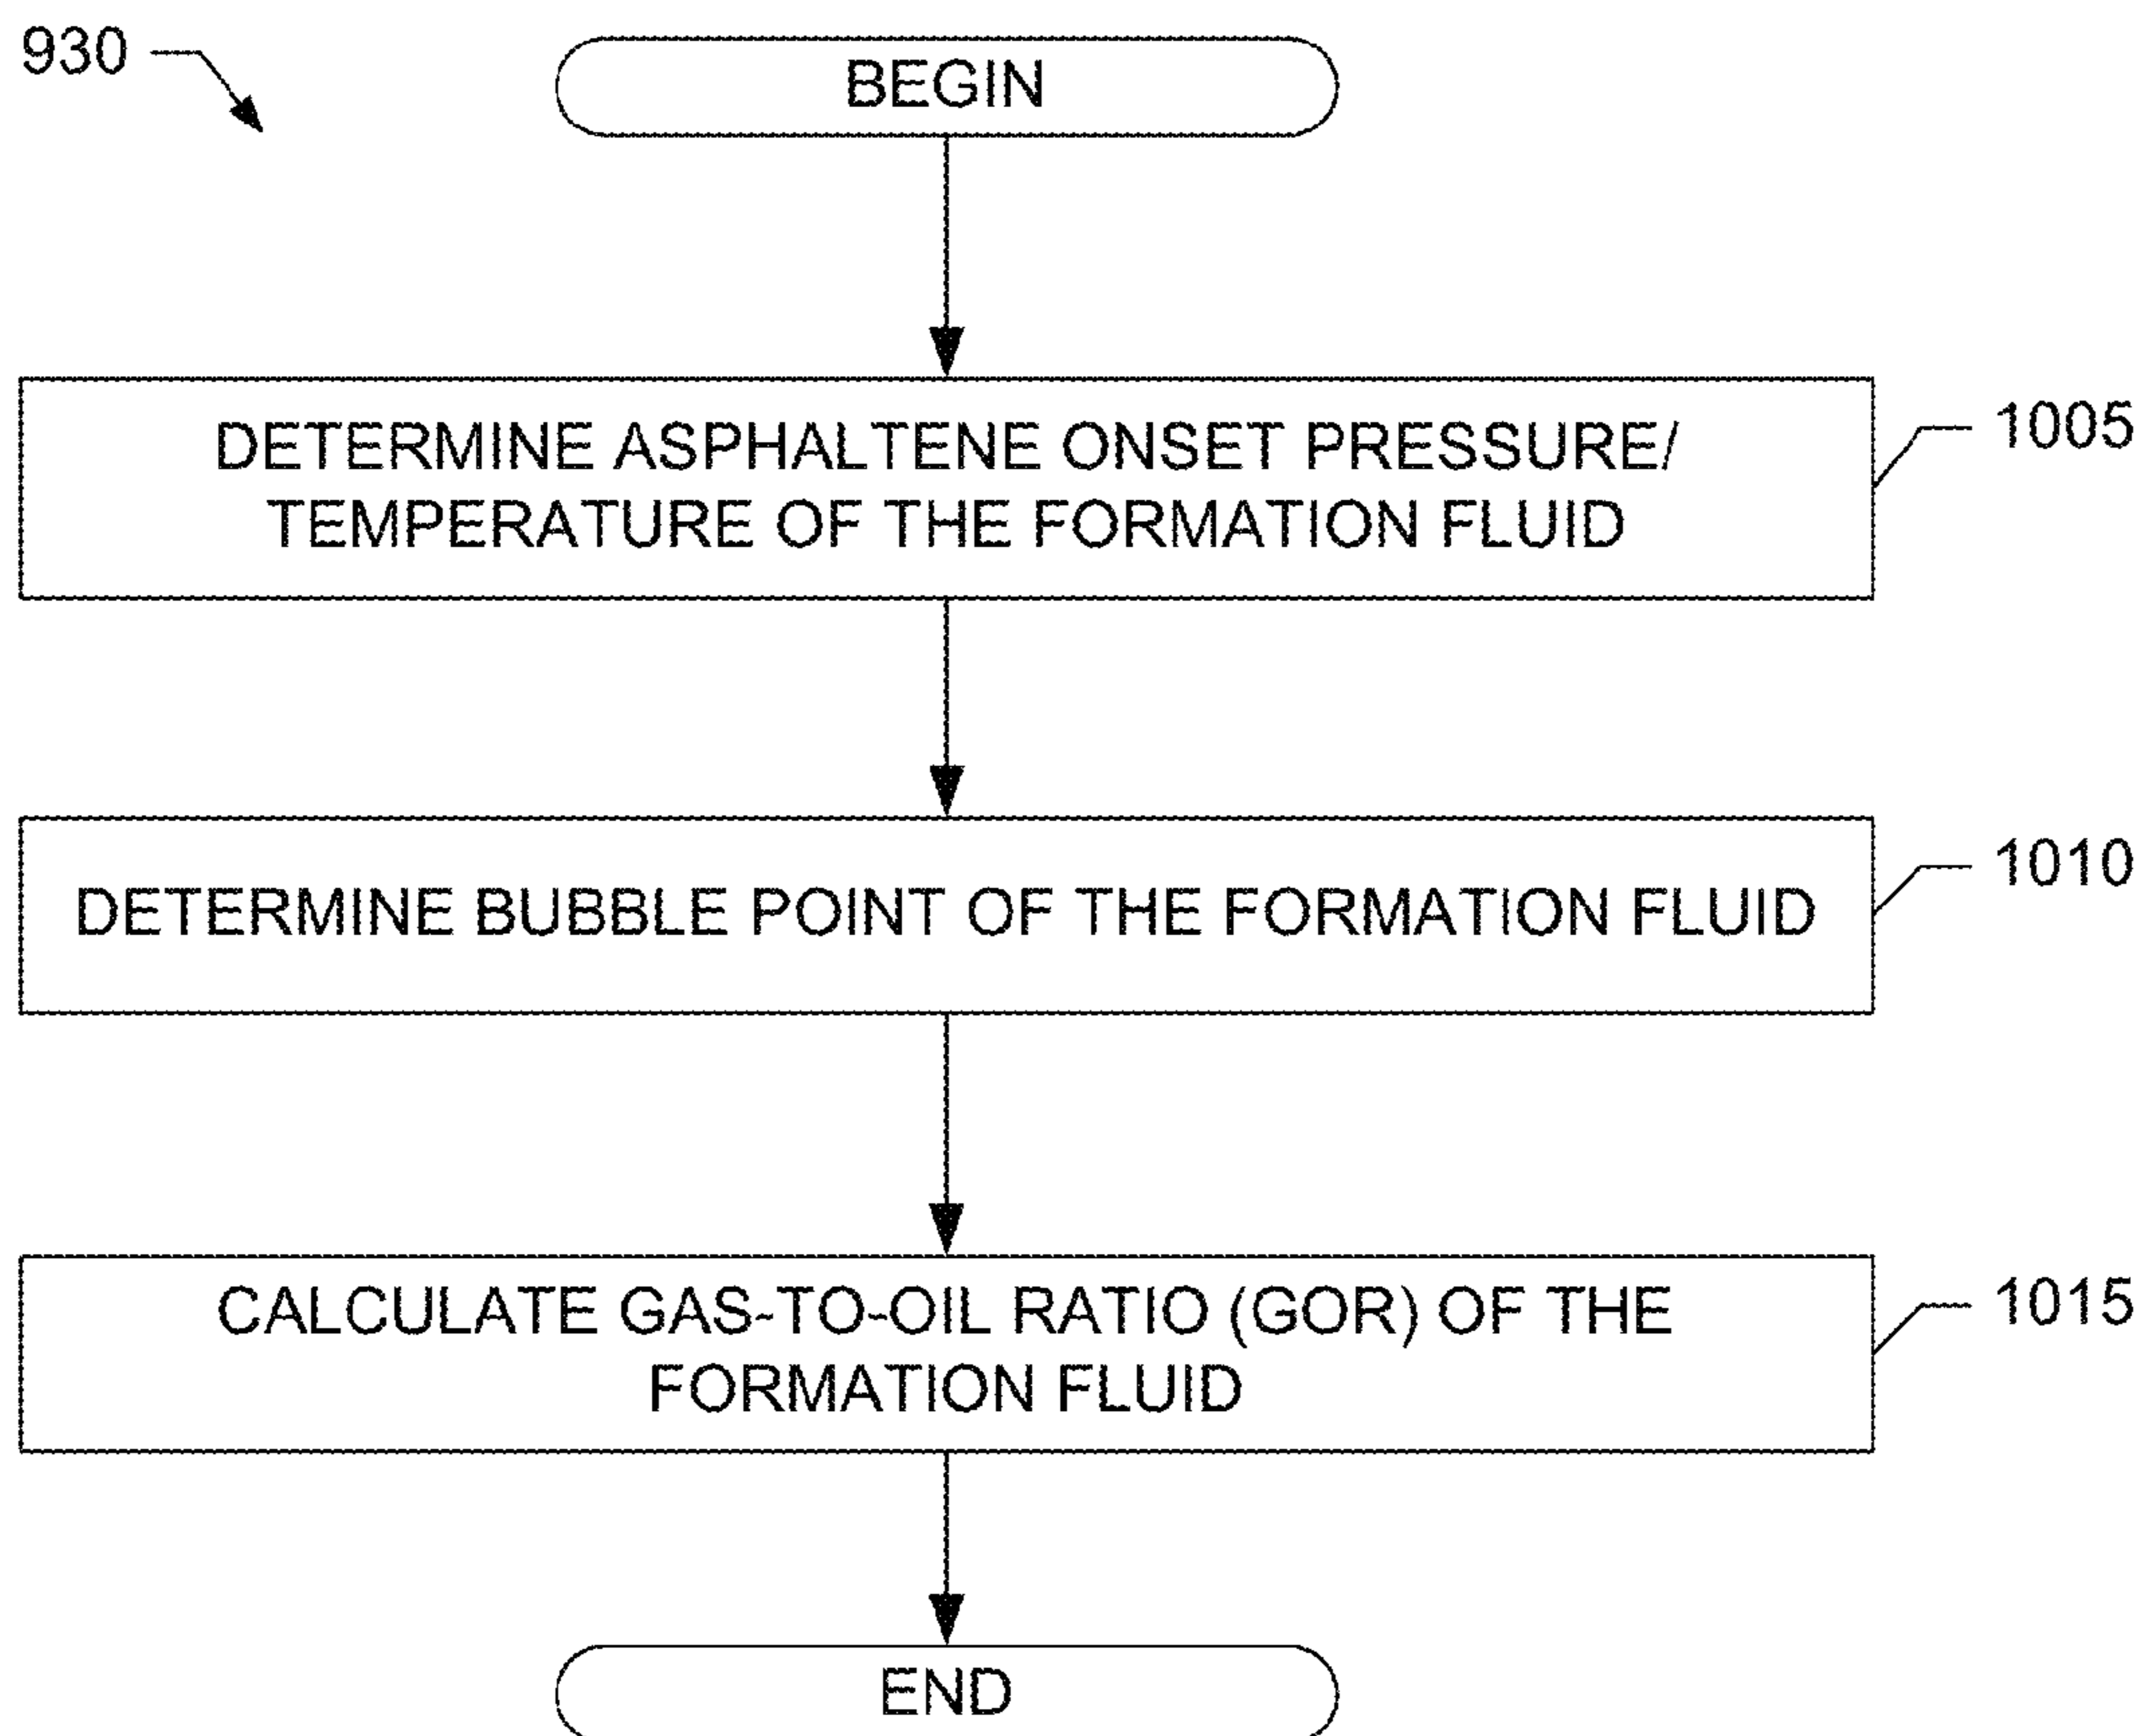 930
BEGIN
DETERMINE ASPHALTENE ONSET PRESSURE/
TEMPERATURE OF THE FORMATION FLUID
1005
DETERMINE BUBBLE POINT OF THE FORMATION FLUID
1010
CALCULATE GAS-TO-OIL RATIO (GOR) OF THE
FORMATION FLUID
1015
END